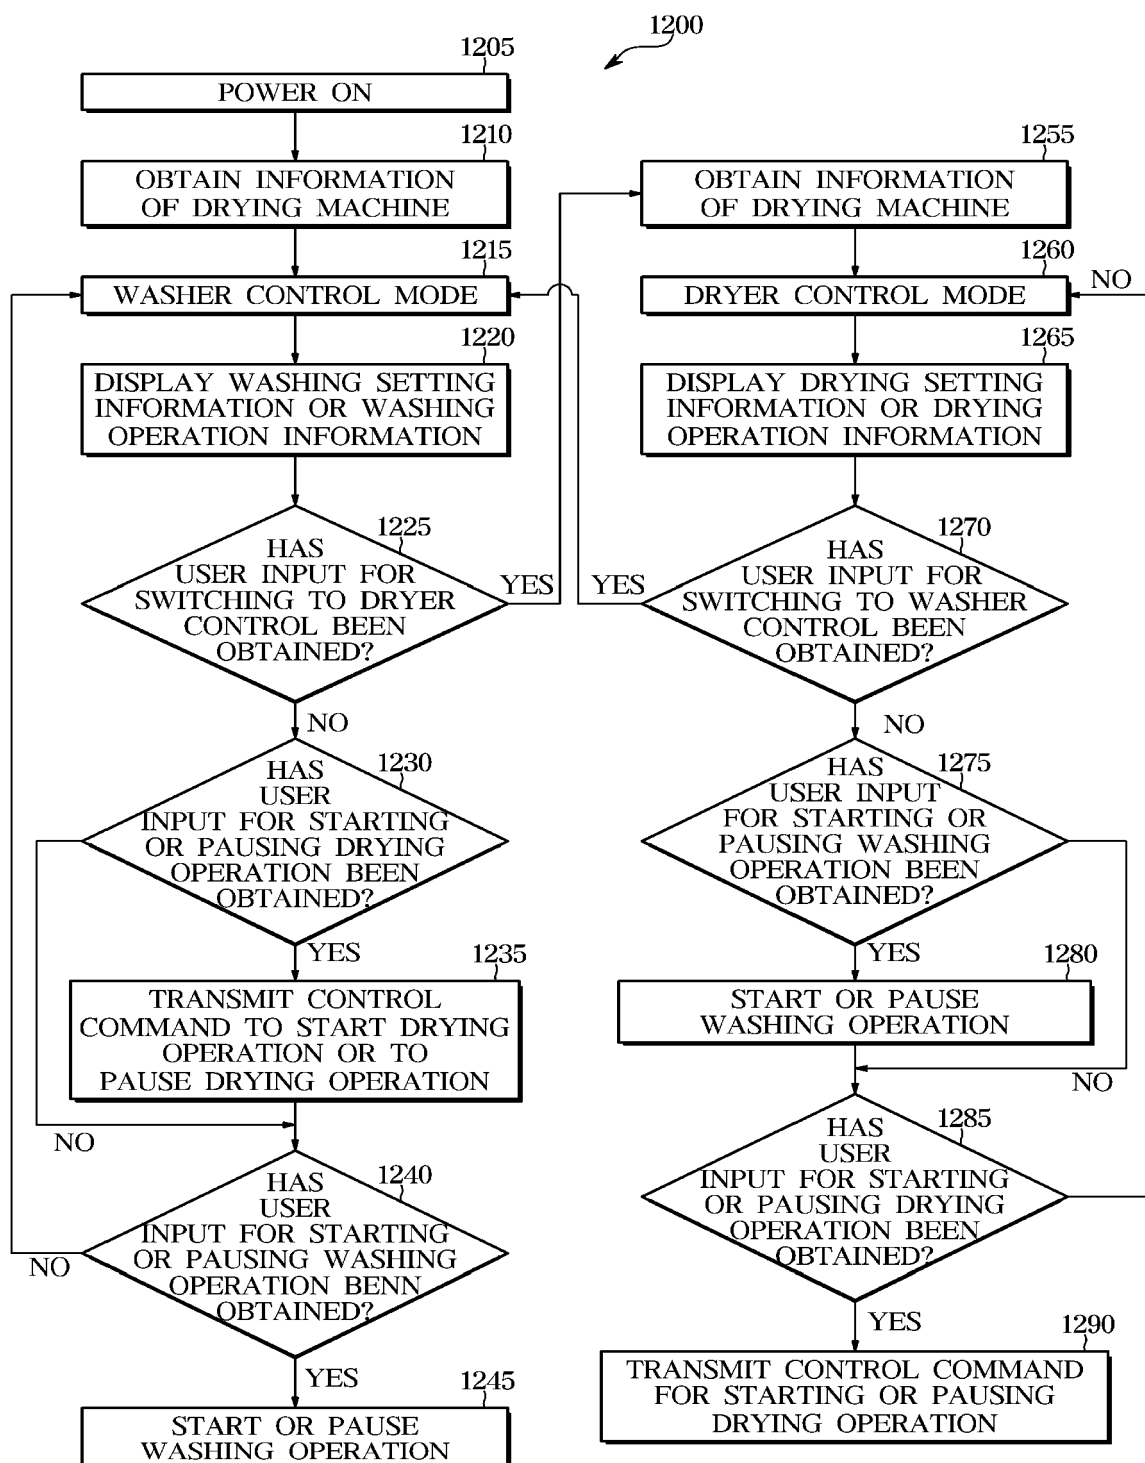 1200
1205
POWER ON
1210
OBTAIN INFORMATION
OF DRYING MACHINE
1215
WASHER CONTROL MODE
1220
DISPLAY WASHING SETTING
INFORMATION OR WASHING
OPERATION INFORMATION
1225
HAS
USER INPUT FOR
SWITCHING TO DRYER
CONTROL BEEN
OBTAINED?
YES
NO
1230
HAS
USER
INPUT FOR STARTING
OR PAUSING DRYING
OPERATION BEEN
OBTAINED?
YES
1235
TRANSMIT CONTROL
COMMAND TO START DRYING
OPERATION OR TO
PAUSE DRYING OPERATION
NO
1240
HAS
USER
INPUT FOR STARTING
OR PAUSING WASHING
OPERATION BENN
OBTAINED?
NO
YES
1245
START OR PAUSE
WASHING OPERATION
1255
OBTAIN INFORMATION
OF DRYING MACHINE
1260
DRYER CONTROL MODE
NO
1265
DISPLAY DRYING SETTING
INFORMATION OR DRYING
OPERATION INFORMATION
1270
HAS
USER INPUT FOR
SWITCHING TO WASHER
CONTROL BEEN
OBTAINED?
YES
NO
1275
HAS
USER INPUT
FOR STARTING OR
PAUSING WASHING
OPERATION BEEN
OBTAINED?
YES
1280
START OR PAUSE
WASHING OPERATION
NO
1285
HAS
USER
INPUT FOR STARTING
OR PAUSING DRYING
OPERATION BEEN
OBTAINED?
YES
1290
TRANSMIT CONTROL COMMAND
FOR STARTING OR PAUSING
DRYING OPERATION